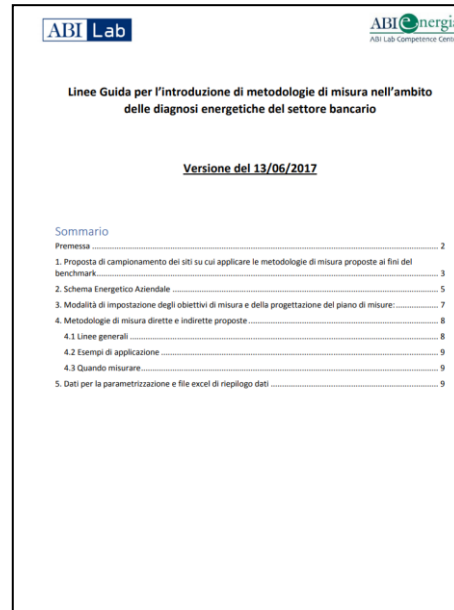 ABI Lab
ABI energia
ABI Lab Competence Cente
Linee Guida per l'introduzione di metodologie di misura nell'ambito
delle diagnosi energetiche del settore bancario
Versione del 13/06/2017
Sommario
Premessa ........ 2
1. Proposta di campionamento dei siti su cui applicare le metodologie di misura proposte ai fini del
benchmark ........ 3
2. Schema Energetico Aziendale ........ 5
3. Modalità di impostazione degli obiettivi di misura e della progettazione del piano di misure: ........ 7
4. Metodologie di misura dirette e indirette proposte ........ 8
4.1 Linee generali ........ 8
4.2 Esempi di applicazione ........ 9
4.3 Quando misurare ........ 9
5. Dati per la parametrizzazione e file excel di riepilogo dati ........ 9